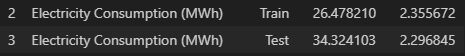 2 Electricity Consumption (MWh) Train 26.478210 2.355672
3 Electricity Consumption (MWh) Test 34.324103 2.296845